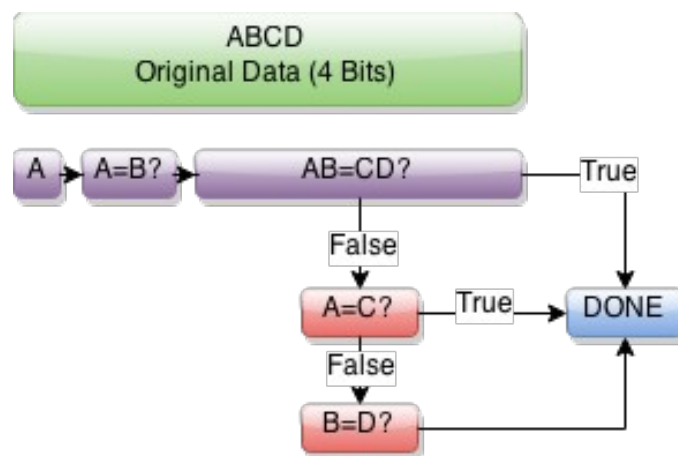 ABCD
Original Data (4 Bits)
A
A=B?
AB=CD?
True
False
A=C?
True
DONE
False
B=D?